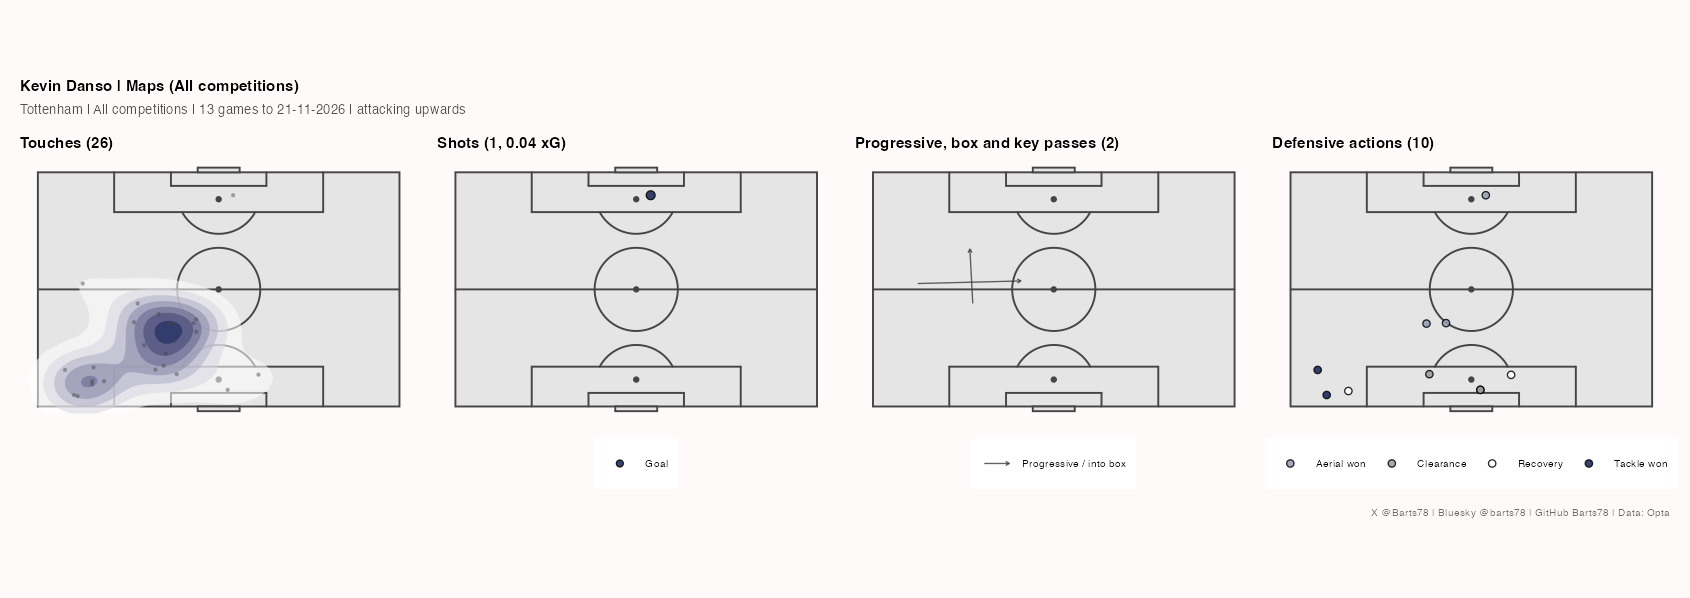 Kevin Danso | Maps (All competitions)
Tottenham | All competitions | 13 games to 21-11-2026 | attacking upwards
Touches (26)
Shots (1, 0.04 xG)
Progressive, box and key passes (2)
Defensive actions (10)
Goal
Progressive / into box
Aerial won
Clearance
Recovery
Tackle won
X @Barts78 | Bluesky @barts78 | GitHub Barts78 | Data: Opta